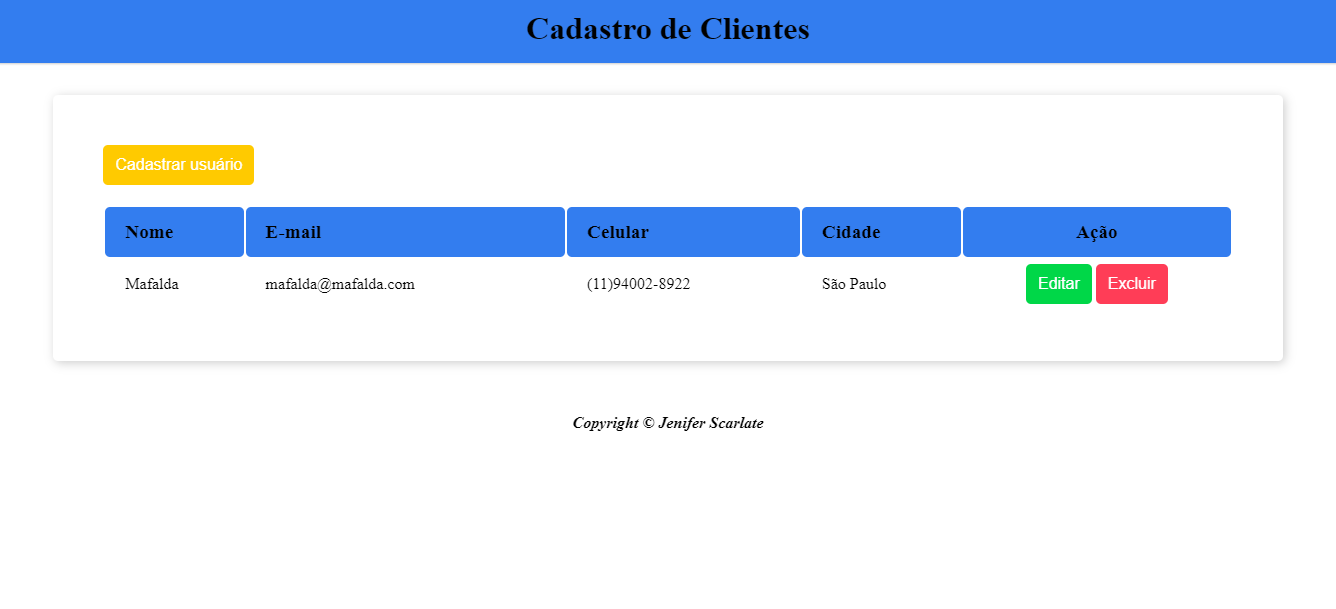 Cadastro de Clientes
Cadastrar usuário
Nome E-mail Celular Cidade Ação
Mafalda mafalda@mafalda.com (11)94002-8922 São Paulo Editar Excluir
Copyright © Jenifer Scarlate